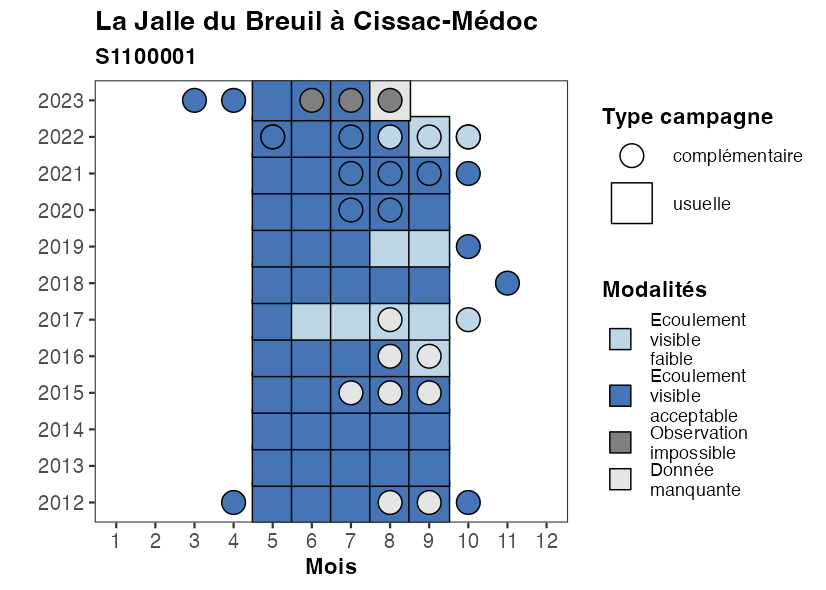 La Jalle du Breuil à Cissac-Médoc
S1100001
2023
2022
2021
2020
2019
2018
2017
2016
2015
2014
2013
2012
1 2 3 4 5 6 7 8 9 10 11 12
Mois
Type campagne
complémentaire
usuelle
Modalités
Ecoulement
visible
faible
Ecoulement
visible
acceptable
Observation
impossible
Donnée
manquante